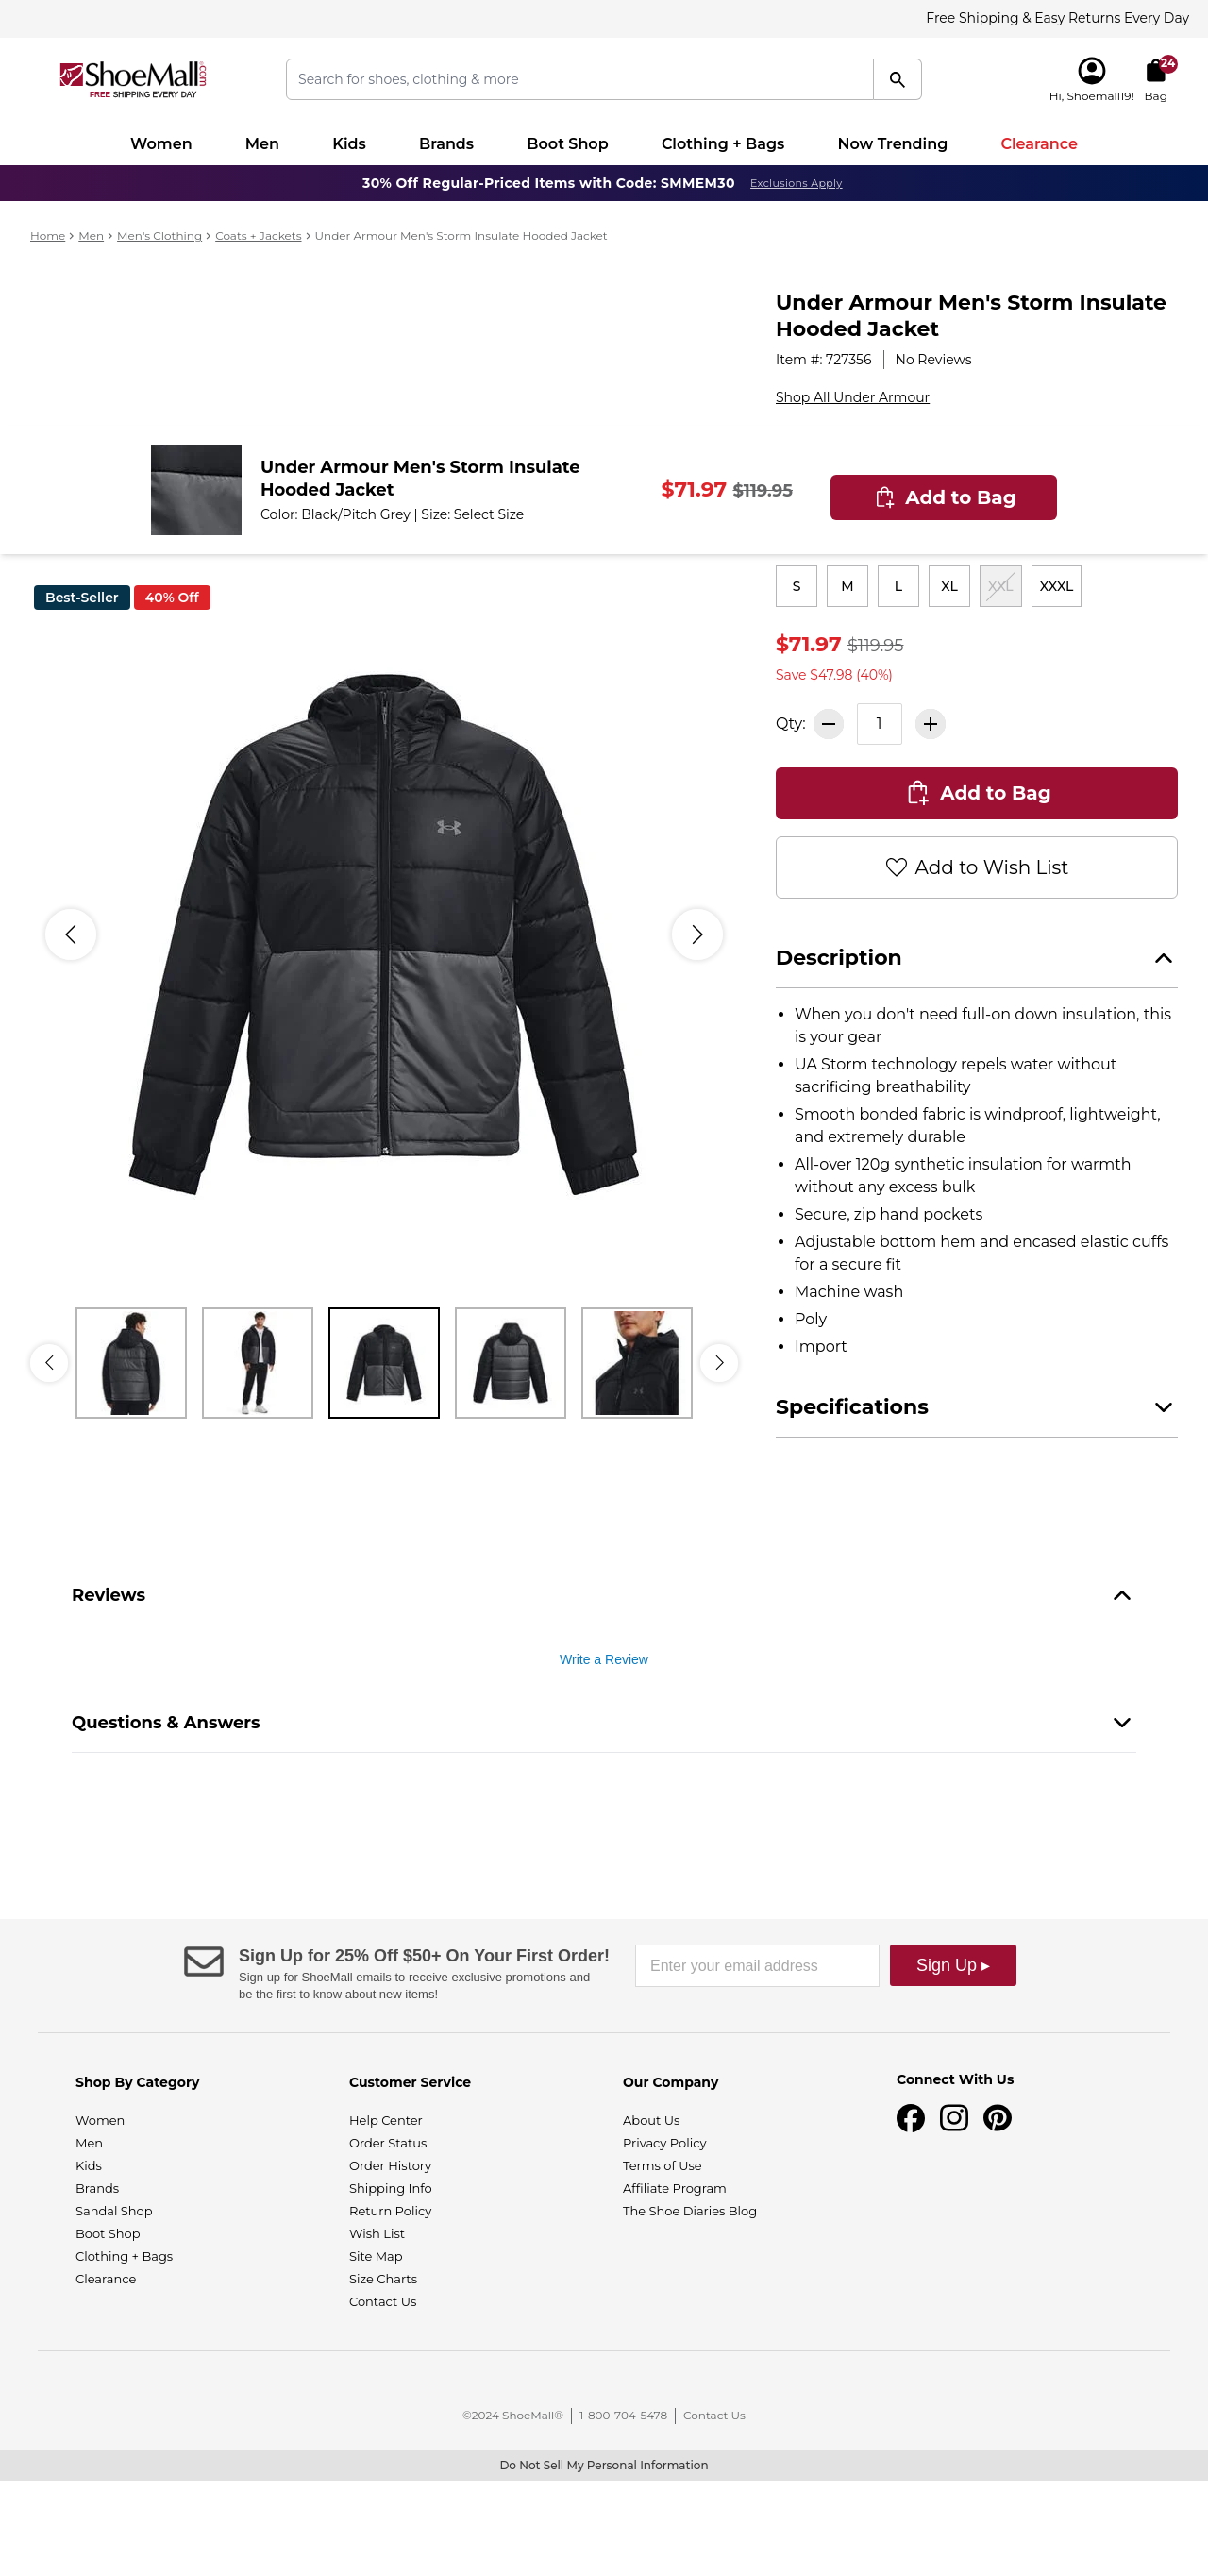 Free Shipping & Easy Returns Every Day
ShoeMall.com
FREE SHIPPING EVERY DAY
Search for shoes, clothing & more
24
Hi, Shoemall19!
Bag
Women
Men
Kids
Brands
Boot Shop
Clothing + Bags
Now Trending
Clearance
30% Off Regular-Priced Items with Code: SMMEM30 Exclusions Apply
Home > Men > Men's Clothing > Coats + Jackets > Under Armour Men's Storm Insulate Hooded Jacket
Under Armour Men's Storm Insulate
Hooded Jacket
Item #: 727356 | No Reviews
Shop All Under Armour
Under Armour Men's Storm Insulate
Hooded Jacket
Color: Black/Pitch Grey | Size: Select Size
$71.97 $119.95
Add to Bag
Best-Seller
40% Off
S
M
L
XL
XXL
XXXL
$71.97 $119.95
Save $47.98 (40%)
Qty:
1
Add to Bag
Add to Wish List
Description
• When you don't need full-on down insulation, this
is your gear
• UA Storm technology repels water without
sacrificing breathability
• Smooth bonded fabric is windproof, lightweight,
and extremely durable
• All-over 120g synthetic insulation for warmth
without any excess bulk
• Secure, zip hand pockets
• Adjustable bottom hem and encased elastic cuffs
for a secure fit
• Machine wash
• Poly
• Import
Specifications
Reviews
Write a Review
Questions & Answers
Sign Up for 25% Off $50+ On Your First Order!
Sign up for ShoeMall emails to receive exclusive promotions and
be the first to know about new items!
Enter your email address
Sign Up ▸
Shop By Category
Women
Men
Kids
Brands
Sandal Shop
Boot Shop
Clothing + Bags
Clearance
Customer Service
Help Center
Order Status
Order History
Shipping Info
Return Policy
Wish List
Site Map
Size Charts
Contact Us
Our Company
About Us
Privacy Policy
Terms of Use
Affiliate Program
The Shoe Diaries Blog
Connect With Us
©2024 ShoeMall® | 1-800-704-5478 | Contact Us
Do Not Sell My Personal Information